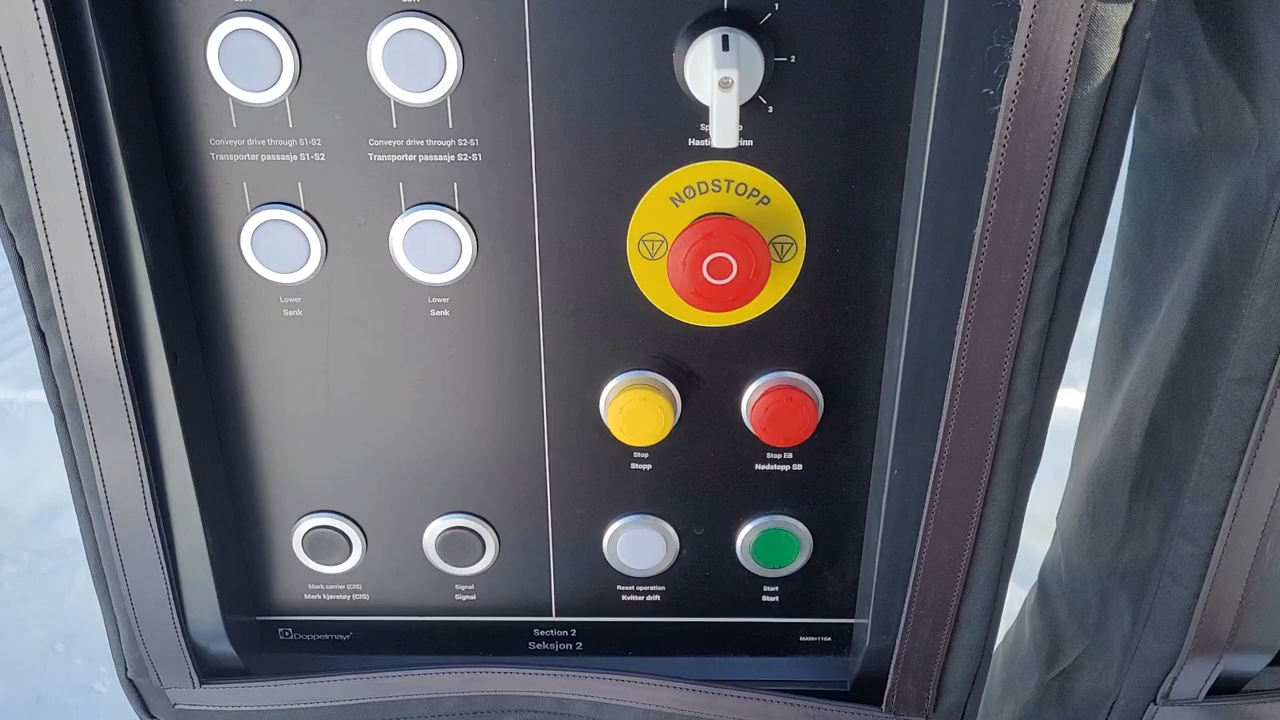 1
2
3
Conveyor drive through S1-S2
Transportør passasje S1-S2
Conveyor drive through S2-S1
Transportør passasje S2-S1
NØDSTOPP
Lower
Senk
Lower
Senk
Stop
Stopp
Stop EB
Nødstopp SB
Mark carrier (CIS)
Merk kjøretøy (CIS)
Signal
Signal
Reset operation
Kvitter drift
Start
Start
Doppelmayr
Section 2
Seksjon 2
MAIN+116A